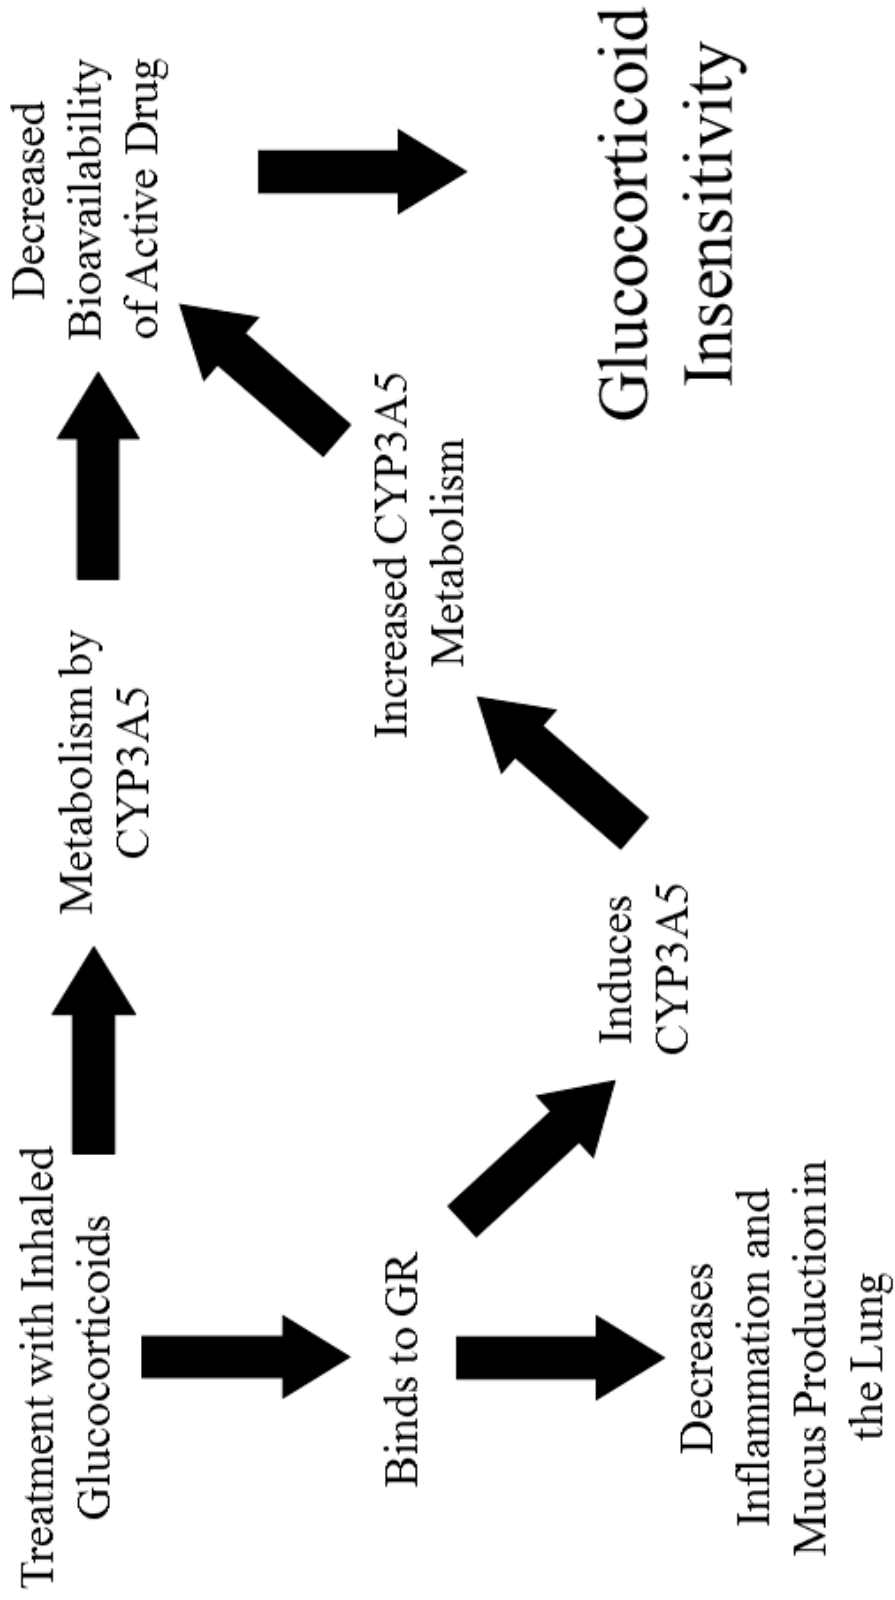 Treatment with Inhaled
Glucocorticoids
Metabolism by
CYP3A5
Decreased
Bioavailability
of Active Drug
Binds to GR
Increased CYP3A5
Metabolism
Induces
CYP3A5
Decreases
Inflammation and
Mucus Production in
the Lung
Glucocorticoid
Insensitivity